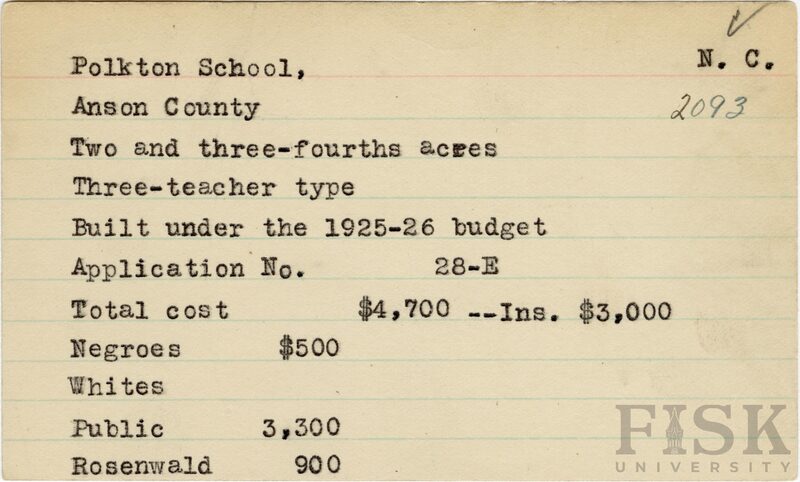 Polkton School,
N. C.
Anson County
2093
Two and three-fourths acres
Three-teacher type
Built under the 1925-26 budget
Application No. 28-E
Total cost $4,700 --Ins. $3,000
Negroes $500
Whites
Public 3,300
Rosenwald 900
FISK
UNIVERSITY